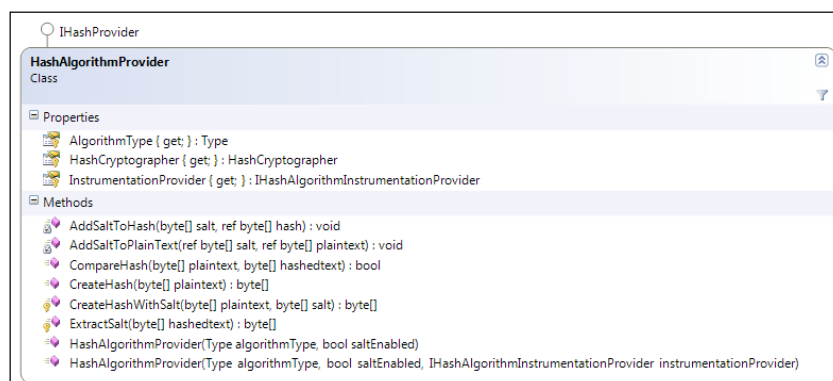 IHashProvider
HashAlgorithmProvider
Class
Properties
AlgorithmType { get; } : Type
HashCryptographer { get; } : HashCryptographer
InstrumentationProvider { get; } : IHashAlgorithmInstrumentationProvider
Methods
AddSaltToHash(byte[] salt, ref byte[] hash) : void
AddSaltToPlainText(ref byte[] salt, ref byte[] plaintext) : void
CompareHash(byte[] plaintext, byte[] hashedtext) : bool
CreateHash(byte[] plaintext) : byte[]
CreateHashWithSalt(byte[] plaintext, byte[] salt) : byte[]
ExtractSalt(byte[] hashedtext) : byte[]
HashAlgorithmProvider(Type algorithmType, bool saltEnabled)
HashAlgorithmProvider(Type algorithmType, bool saltEnabled, IHashAlgorithmInstrumentationProvider instrumentationProvider)